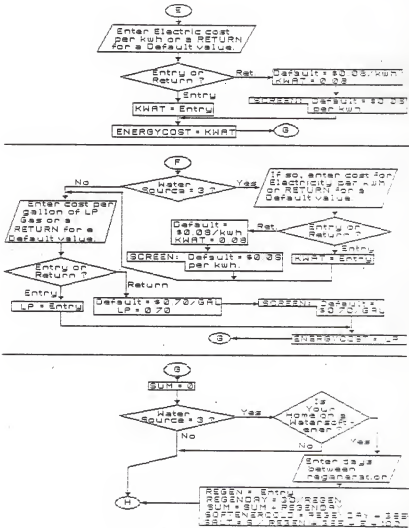 E
Enter Electric cost
per kwh or a RETURN
for a Default value.
Entry or
Return ?
Ret.
Default = $0.08/kwh
KWAT = 0.08
Entry
SCREEN: Default = $0.08
per kwh
KWAT = Entry
ENERGYCOST = KWAT
G
F
No
Water
Source = 3 ?
Yes
If so, enter cost for
Electricity per kwh
or RETURN for a
Default value
Enter cost per
gallon of LP
Gas or a
RETURN for a
Default value.
Default =
$0.08/kwh
KWAT = 0.08
Ret.
Entry or
Return ?
Entry
SCREEN: Default = $0.08
per kwh.
KWAT = Entry
Entry or
Return ?
Return
Entry
LP = Entry
Default = $0.70/GAL
LP = 0.70
SCREEN: Default =
$0.70/GAL
G
ENERGYCOST = LP
G
SUM = 0
Water
Source = 3 ?
Yes
Is
Your
Home on a
Watersoft-
ener ?
No
No
Yes
Enter days
between
regeneration
H
REGEN = Entry
REGENDAY = 30/REGEN
SUM = SUM + REGENDAY